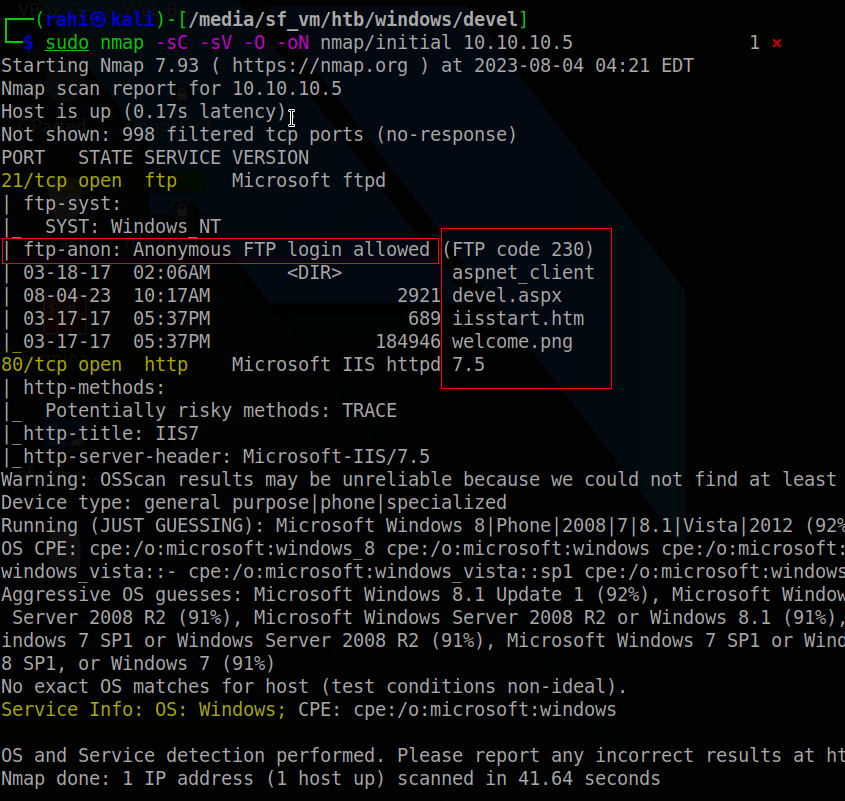 ┌──(rahi㉿kali)-[/media/sf_vm/htb/windows/devel]
└─$ sudo nmap -sC -sV -O -oN nmap/initial 10.10.10.5 1 ⨯
Starting Nmap 7.93 ( https://nmap.org ) at 2023-08-04 04:21 EDT
Nmap scan report for 10.10.10.5
Host is up (0.17s latency).
Not shown: 998 filtered tcp ports (no-response)
PORT   STATE SERVICE VERSION
21/tcp open  ftp     Microsoft ftpd
| ftp-syst:
|_  SYST: Windows_NT
| ftp-anon: Anonymous FTP login allowed (FTP code 230)
| 03-18-17  02:06AM       <DIR>          aspnet_client
| 08-04-23  10:17AM                 2921 devel.aspx
| 03-17-17  05:37PM                  689 iisstart.htm
|_03-17-17  05:37PM               184946 welcome.png
80/tcp open  http    Microsoft IIS httpd 7.5
| http-methods:
|_  Potentially risky methods: TRACE
|_http-title: IIS7
|_http-server-header: Microsoft-IIS/7.5
Warning: OSScan results may be unreliable because we could not find at least
Device type: general purpose|phone|specialized
Running (JUST GUESSING): Microsoft Windows 8|Phone|2008|7|8.1|Vista|2012 (92%
OS CPE: cpe:/o:microsoft:windows_8 cpe:/o:microsoft:windows cpe:/o:microsoft:
windows_vista::- cpe:/o:microsoft:windows_vista::sp1 cpe:/o:microsoft:windows
Aggressive OS guesses: Microsoft Windows 8.1 Update 1 (92%), Microsoft Window
 Server 2008 R2 (91%), Microsoft Windows Server 2008 R2 or Windows 8.1 (91%),
indows 7 SP1 or Windows Server 2008 R2 (91%), Microsoft Windows 7 SP1 or Wind
8 SP1, or Windows 7 (91%)
No exact OS matches for host (test conditions non-ideal).
Service Info: OS: Windows; CPE: cpe:/o:microsoft:windows
OS and Service detection performed. Please report any incorrect results at ht
Nmap done: 1 IP address (1 host up) scanned in 41.64 seconds